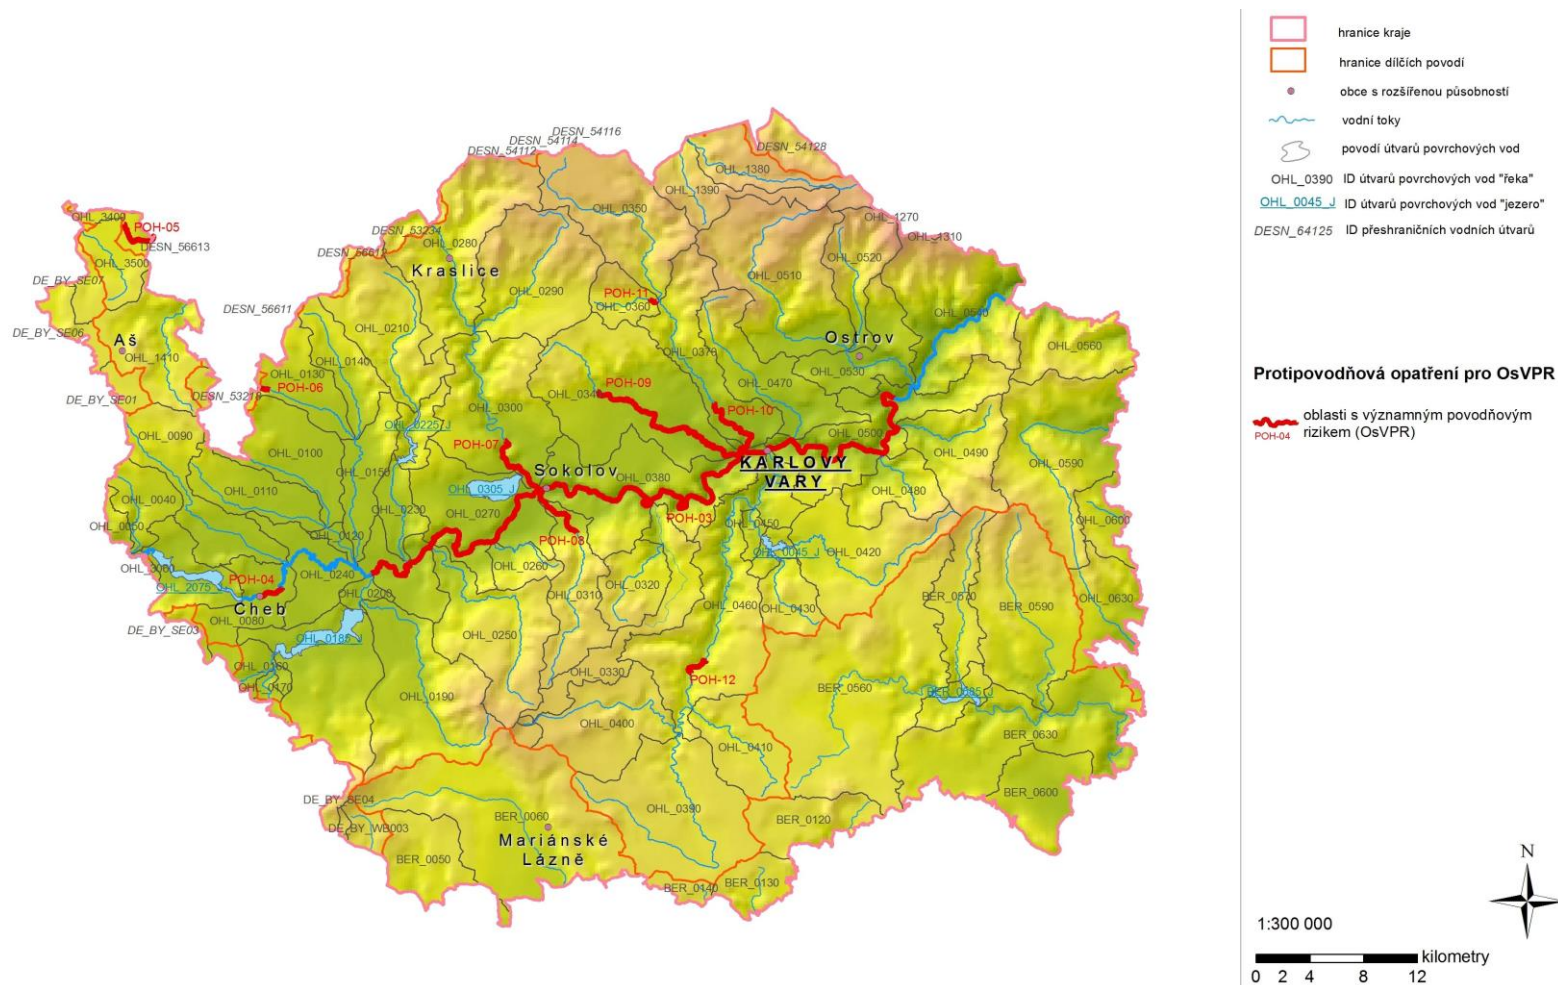 hranice kraje
hranice dílčích povodí
obce s rozšířenou působností
vodní toky
povodí útvarů povrchových vod
OHL_0390 ID útvarů povrchových vod "řeka"
OHL_0045_J ID útvarů povrchových vod "jezero"
DESN_64125 ID přeshraničních vodních útvarů
Protipovodňová opatření pro OsVPR
oblasti s významným povodňovým
rizikem (OsVPR)
POH-04
N
1:300 000
kilometry
0 2 4 8 12
DESN_54116
DESN_54114
DESN_54112
DESN_54128
OHL_1380
OHL_1390
OHL_0350
OHL_1270
OHL_1310
OHL_3400
POH-05
DESN_56613
OHL_3500
DESN_53234
DESN_56612
OHL_0280
Kraslice
OHL_0520
OHL_0510
DE_BY_SE07
DESN_56611
OHL_0290
POH-11
OHL_0360
OHL_0210
OHL_0540
DE_BY_SE06
Aš
OHL_1410
OHL_0140
OHL_0130
POH-06
Ostrov
OHL_0370
OHL_0530
OHL_0560
DE_BY_SE01
OHL_0470
POH-09
POH-10
OHL_0300
OHL_0225_J
OHL_0090
OHL_0500
POH-07
OHL_0100
OHL_0490
OHL_0590
KARLOVY
VARY
Sokolov
OHL_0150
OHL_0380
OHL_0305_J
OHL_0110
OHL_0040
OHL_0230
OHL_0270
OHL_0480
POH-03
OHL_0050
OHL_0600
OHL_0450
OHL_0120
POH-08
OHL_0045_J
OHL_0420
OHL_0260
OHL_0240
POH-04
OHL_0320
OHL_0310
OHL_0200
Cheb
OHL_0080
OHL_0460
OHL_0430
BER_0570
BER_0590
OHL_0630
DE_BY_SE03
OHL_0185_J
OHL_0250
OHL_0160
OHL_0170
OHL_0330
POH-12
OHL_0190
BER_0560
OHL_0400
BER_0630
OHL_0410
BER_0600
DE_BY_SE04
BER_0060
OHL_0390
BER_0120
DE_BY_WB003
Mariánské
Lázně
BER_0050
BER_0140
BER_0130